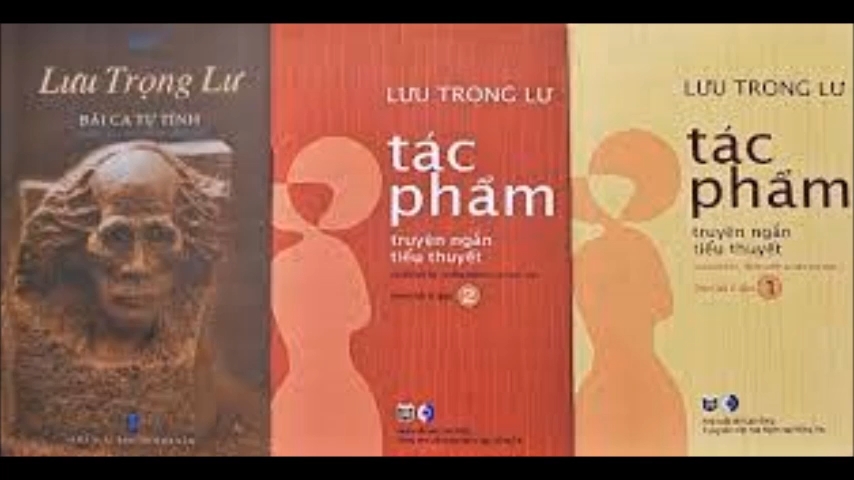 Lưu Trọng Lư
BÀI CA TỰ TÌNH
LƯU TRỌNG LƯ
tác
phẩm
truyện ngắn
tiểu thuyết
2
LƯU TRỌNG LƯ
tác
phẩm
truyện ngắn
tiểu thuyết
1